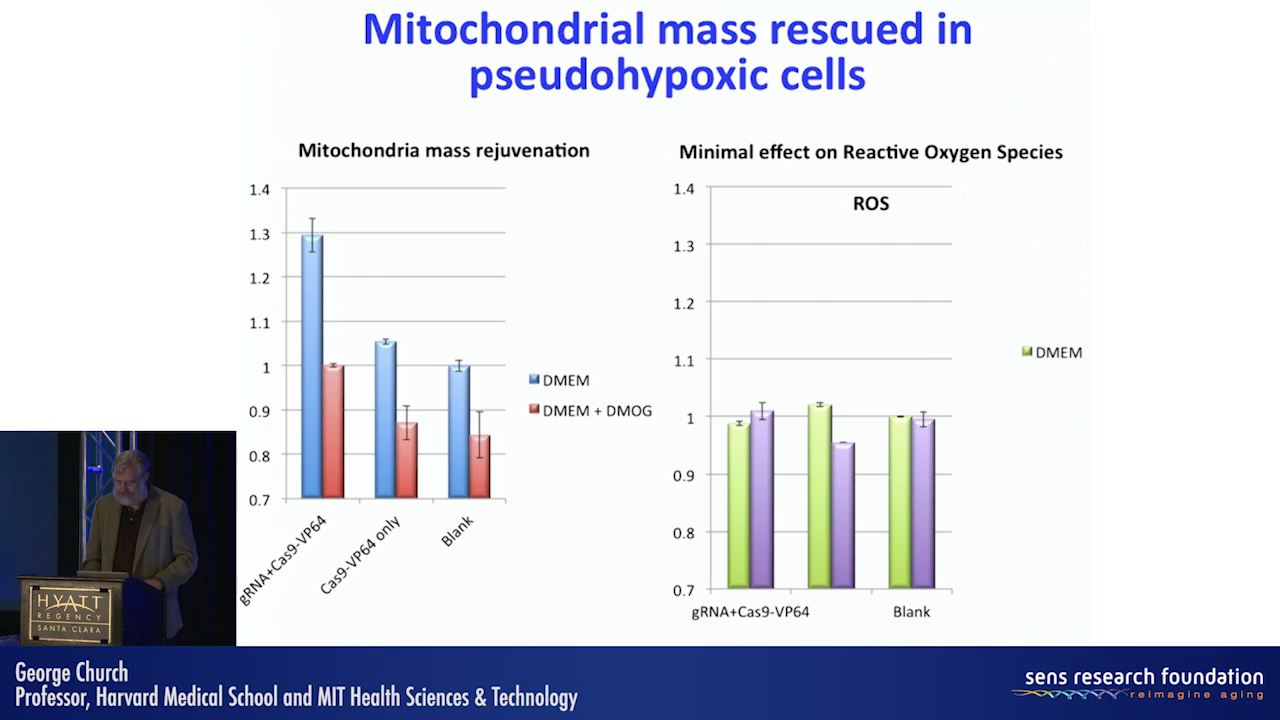 Mitochondrial mass rescued in
pseudohypoxic cells
Mitochondria mass rejuvenation
1.4
1.3
1.2
1.1
1
0.9
0.8
0.7
gRNA+Cas9-VP64
Cas9-VP64 only
Blank
DMEM
DMEM + DMOG
Minimal effect on Reactive Oxygen Species
ROS
1.4
1.3
1.2
1.1
1
0.9
0.8
0.7
gRNA+Cas9-VP64
Blank
DMEM
HYATT
REGENCY
SANTA CLARA
George Church
Professor, Harvard Medical School and MIT Health Sciences & Technology
sens research foundation
reimagine aging